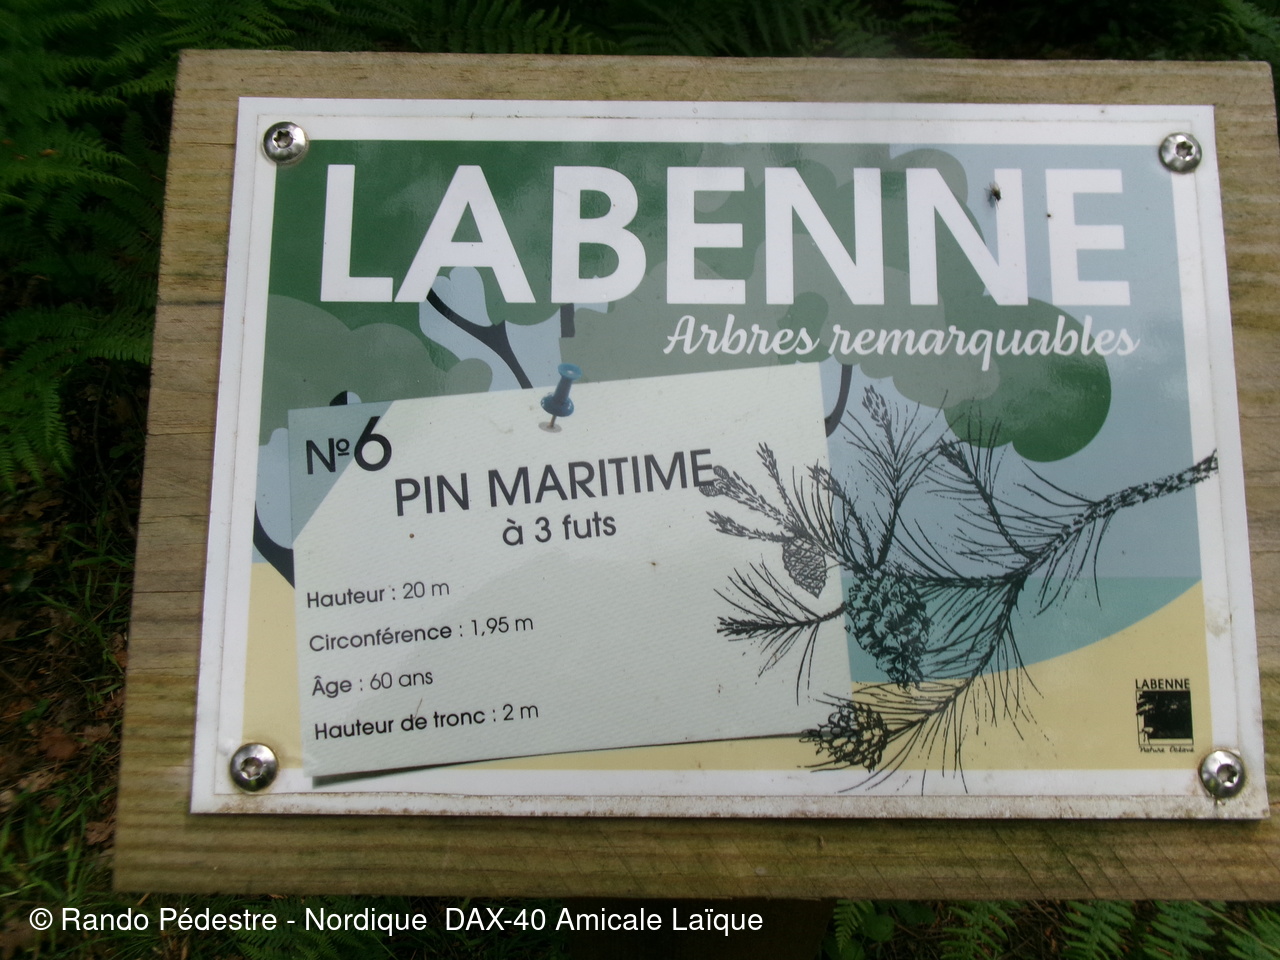 LABENNE
Arbres remarquables
Nº6
PIN MARITIME
à 3 futs
Hauteur : 20 m
Circonférence : 1,95 m
Âge : 60 ans
Hauteur de tronc : 2 m
LABENNE
© Rando Pédestre - Nordique  DAX-40 Amicale Laïque